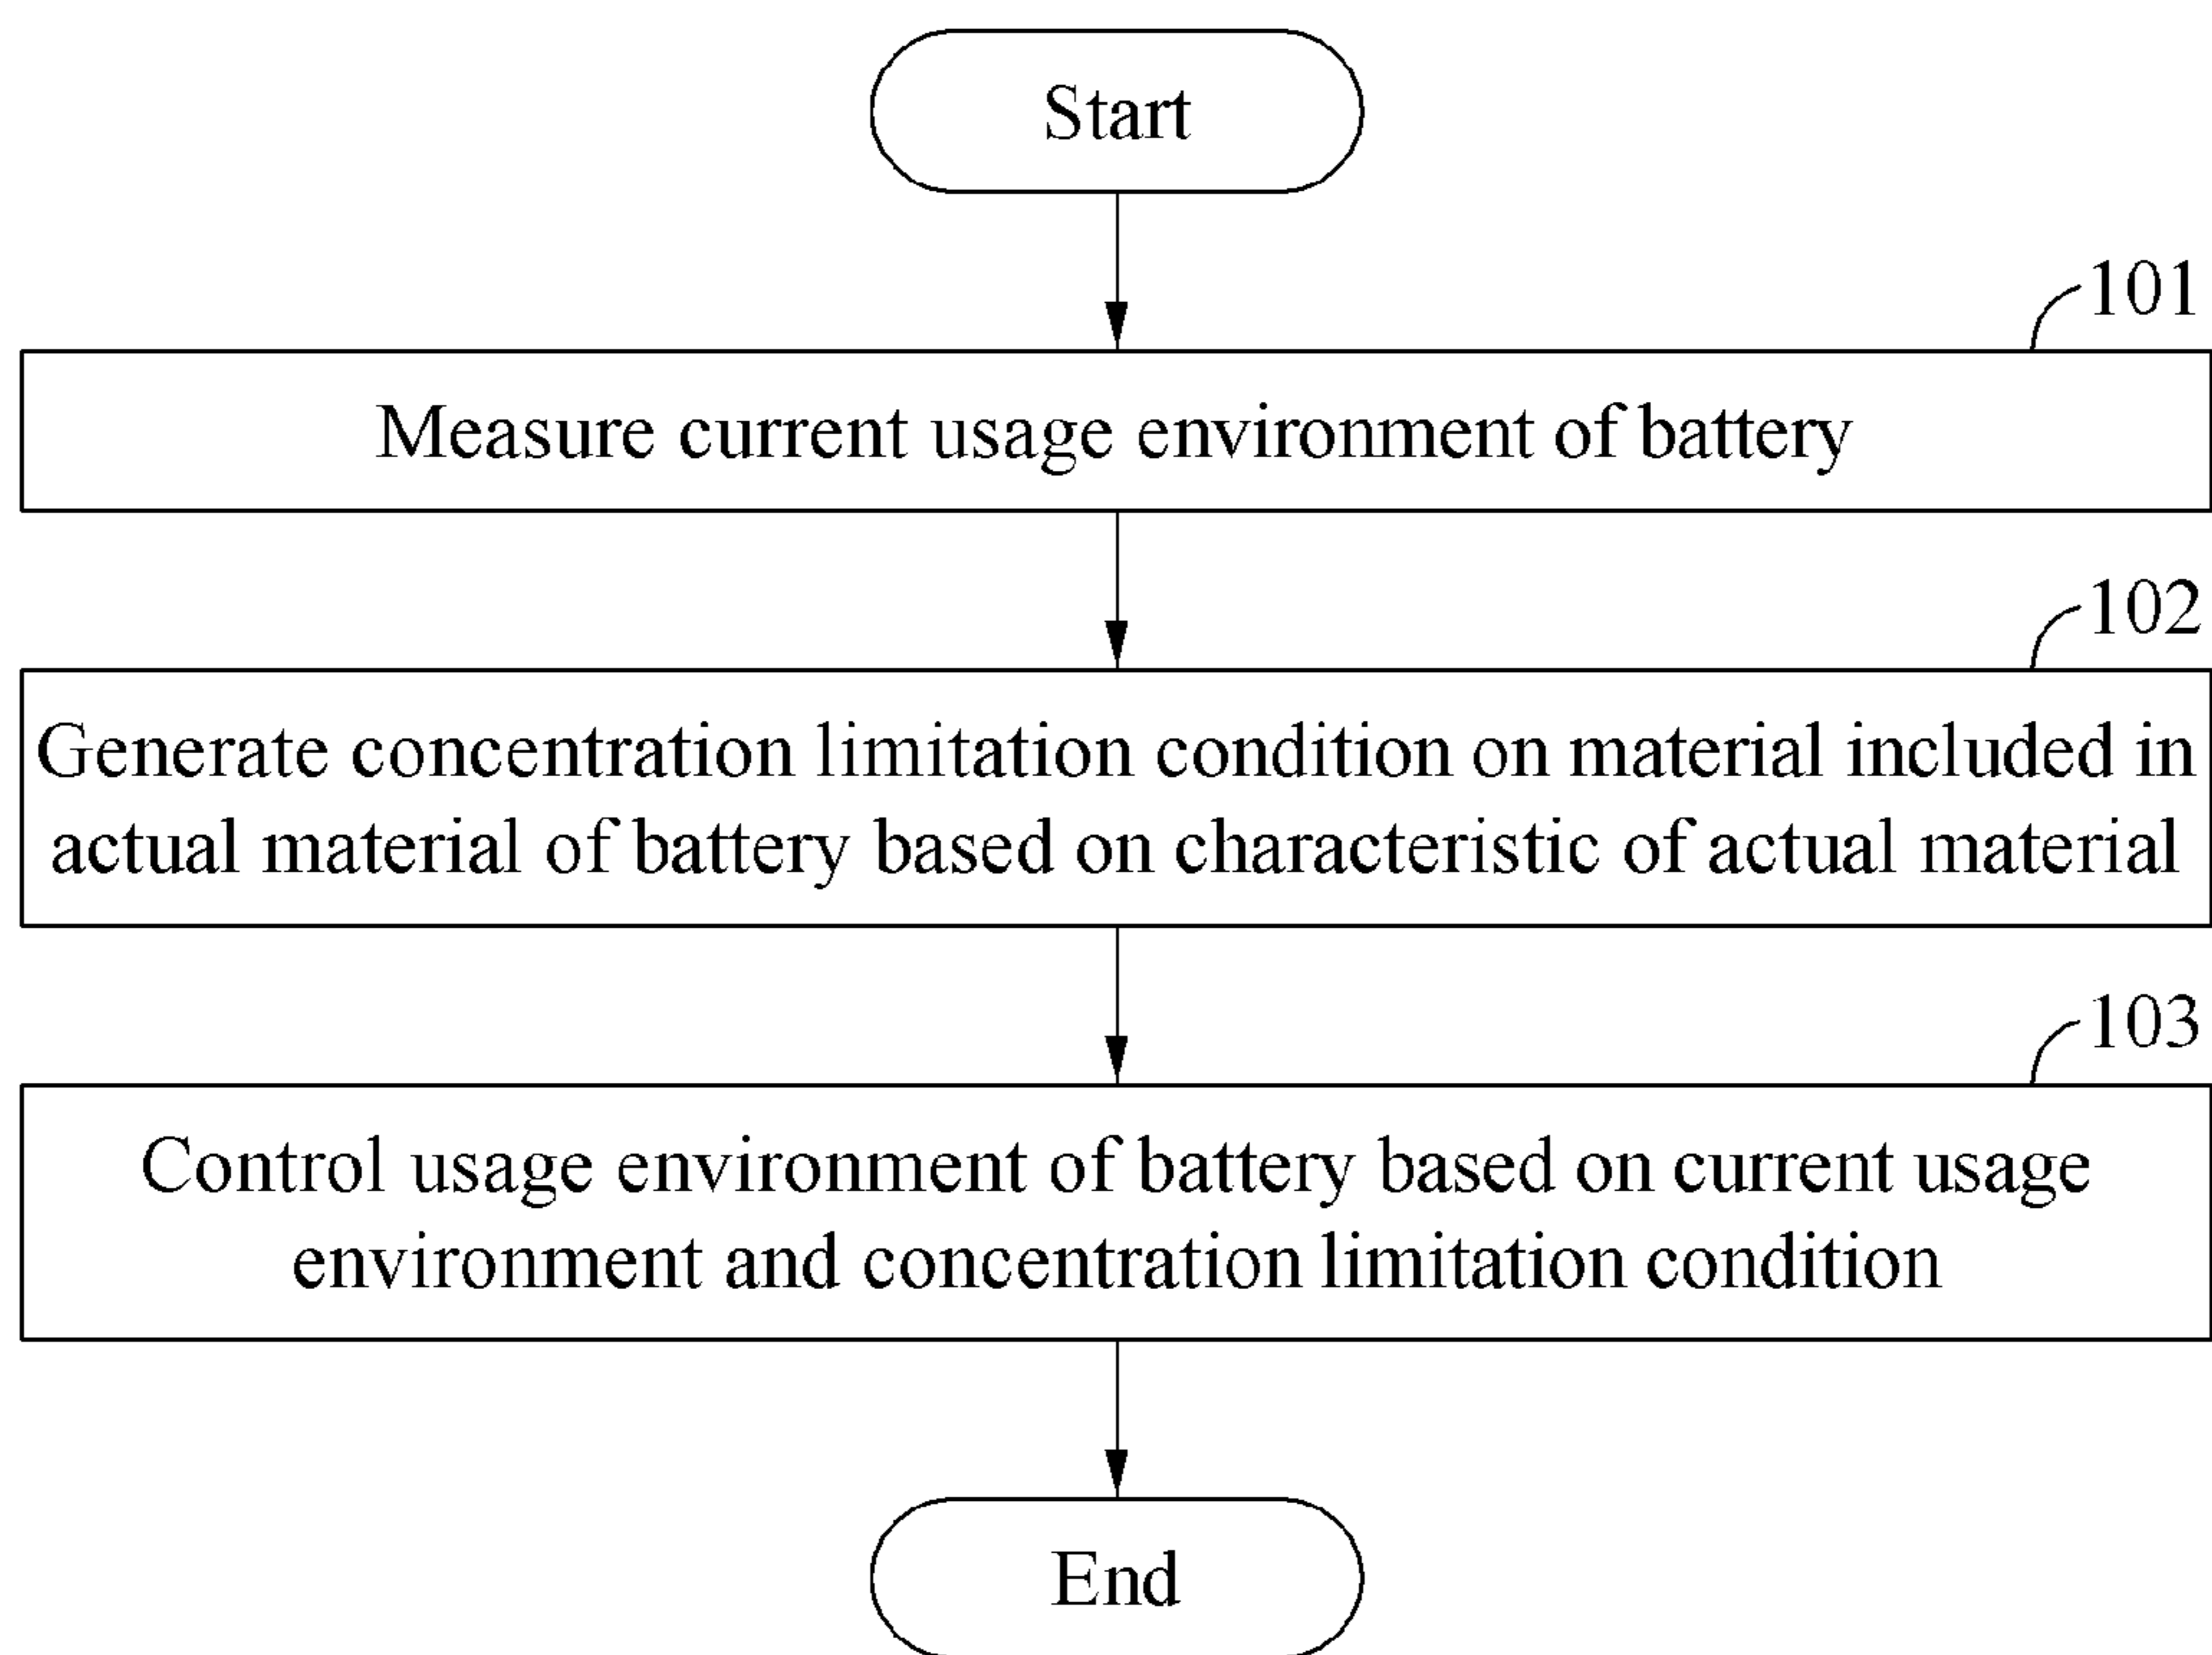 Start
101
Measure current usage environment of battery
102
Generate concentration limitation condition on material included in
actual material of battery based on characteristic of actual material
103
Control usage environment of battery based on current usage
environment and concentration limitation condition
End